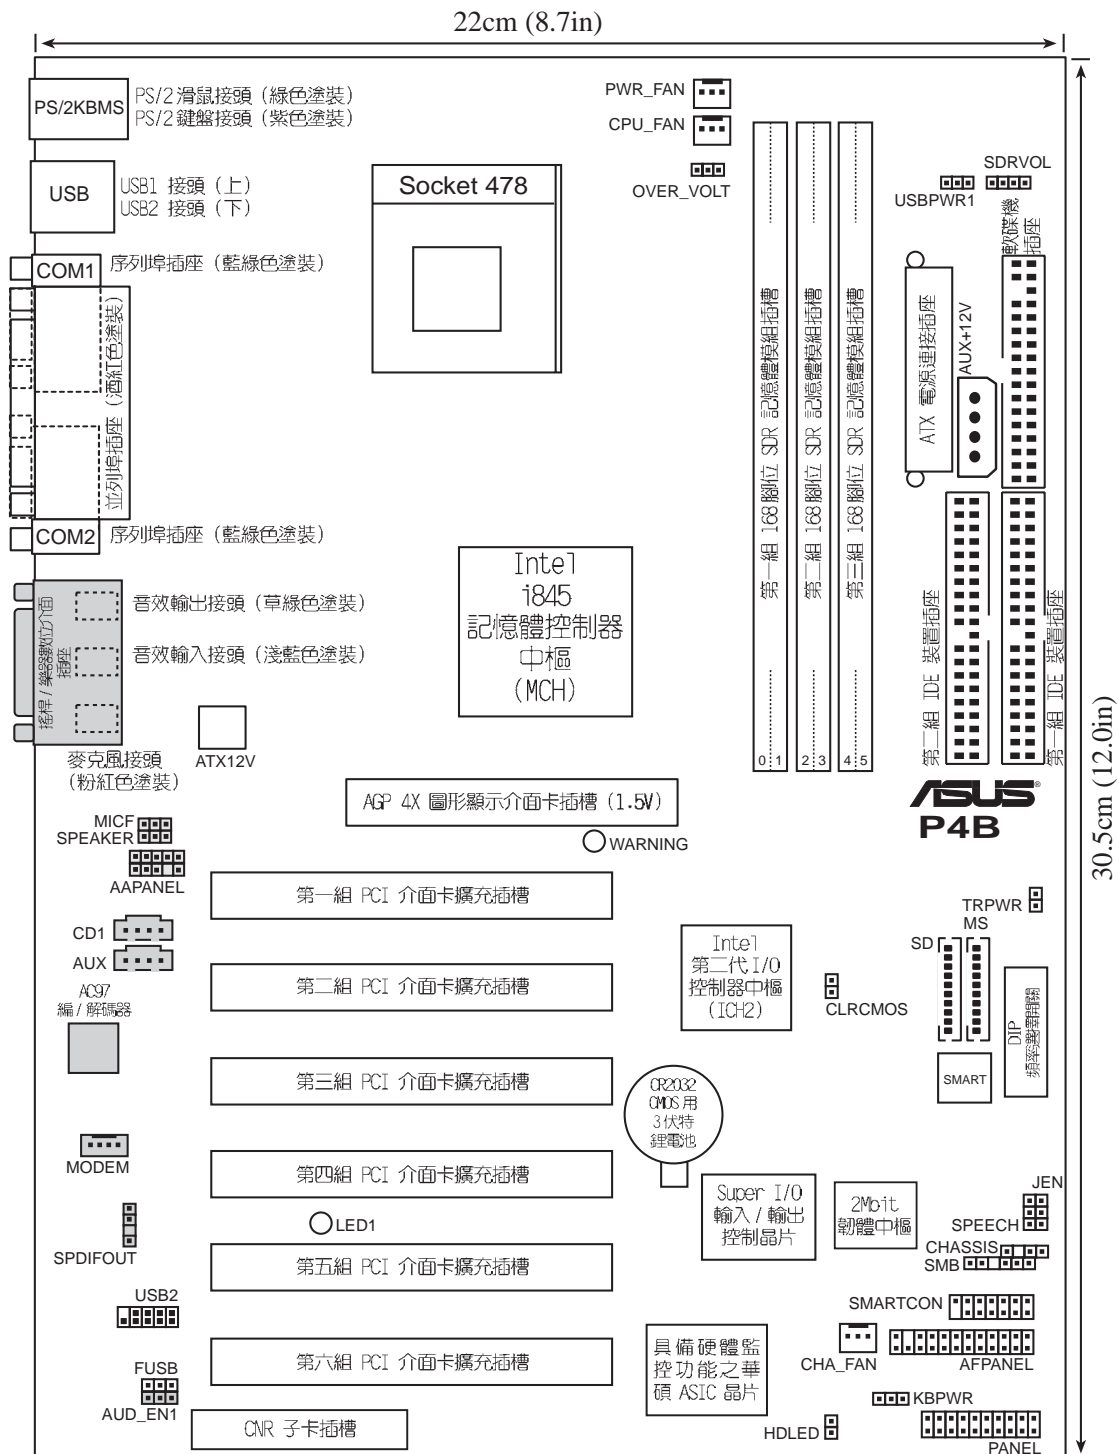 22cm (8.7in)
PS/2KBMS
PS/2 滑鼠接頭 (綠色塗裝)
PS/2 鍵盤接頭 (紫色塗裝)
PWR_FAN
CPU_FAN
OVER_VOLT
SDRVOL
USBPWR1
USB
USB1 接頭 (上)
USB2 接頭 (下)
Socket 478
軟碟機
插座
COM1
序列埠插座 (藍綠色塗裝)
並列埠插座 (酒紅色塗裝)
COM2
序列埠插座 (藍綠色塗裝)
第一組 168 腳位 SDR 記憶體模組插槽
第二組 168 腳位 SDR 記憶體模組插槽
第三組 168 腳位 SDR 記憶體模組插槽
0 1
2 3
4 5
ATX 電源連接插座
AUX+12V
第二組 IDE 裝置插座
第一組 IDE 裝置插座
Intel
i845
記憶體控制器
中樞
(MCH)
搖桿 / 樂器數位介面
插座
音效輸出接頭 (草綠色塗裝)
音效輸入接頭 (淺藍色塗裝)
麥克風接頭
(粉紅色塗裝)
ATX12V
30.5cm (12.0in)
AGP 4X 圖形顯示介面卡插槽 (1.5V)
ASUS®
P4B
WARNING
MICF
SPEAKER
AAPANEL
第一組 PCI 介面卡擴充插槽
CD1
AUX
TRPWR
MS
SD
第二組 PCI 介面卡擴充插槽
Intel
第二代 I/O
控制器中樞
(ICH2)
CLRCMOS
AC97
編 / 解碼器
DIP
頻率選擇開關
SMART
第三組 PCI 介面卡擴充插槽
CR2032
CMOS 用
3 伏特
鋰電池
MODEM
第四組 PCI 介面卡擴充插槽
Super I/O
輸入 / 輸出
控制晶片
2Mbit
韌體中樞
JEN
SPEECH
CHASSIS
SMB
LED1
SPDIFOUT
第五組 PCI 介面卡擴充插槽
USB2
SMARTCON
CHA_FAN
AFPANEL
具備硬體監
控功能之華
碩 ASIC 晶片
第六組 PCI 介面卡擴充插槽
FUSB
AUD_EN1
KBPWR
CNR 子卡插槽
HDLED
PANEL